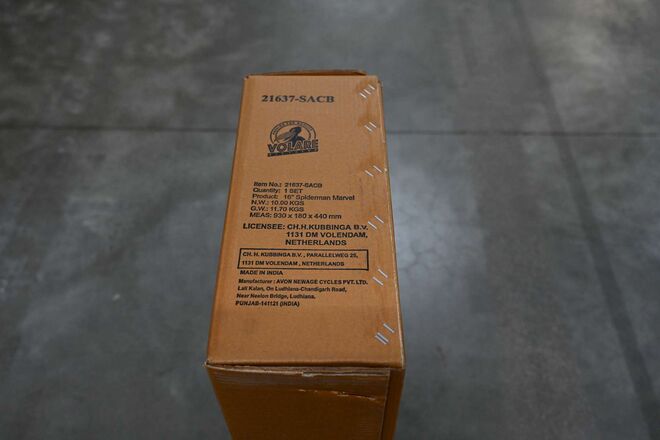 21637-SACB
VOLARE
Item No.: 21637-SACB
Quantity: 1 SET
Product: 16" Spiderman Marvel
N.W.: 10.00 KGS
G.W.: 11.70 KGS
MEAS: 930 x 180 x 440 mm
LICENSEE: CH.H.KUBBINGA B.V.
1131 DM VOLENDAM,
NETHERLANDS
CH. H. KUBBINGA B.V. , PARALLELWEG 25,
1131 DM VOLENDAM , NETHERLANDS
MADE IN INDIA
Manufacturer : AVON NEWAGE CYCLES PVT. LTD.
Lall Kalan, On Ludhiana-Chandigarh Road,
Near Neelon Bridge, Ludhiana.
PUNJAB-141121 (INDIA)